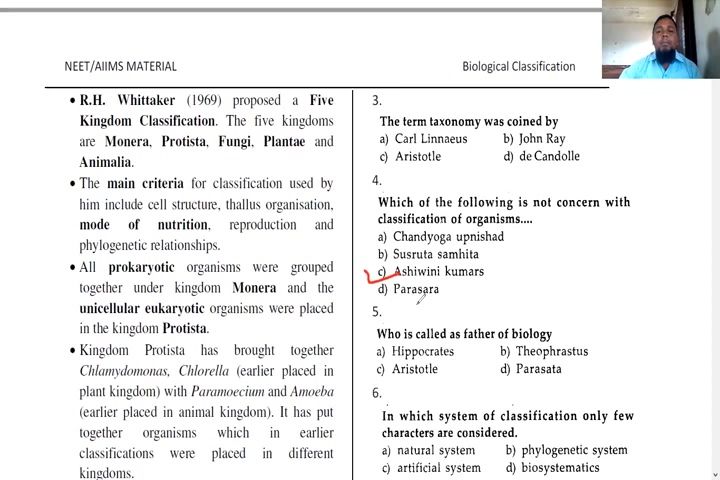 NEET/AIIMS MATERIAL
Biological Classification
• R.H. Whittaker (1969) proposed a Five
Kingdom Classification. The five kingdoms
are Monera, Protista, Fungi, Plantae and
Animalia.
• The main criteria for classification used by
him include cell structure, thallus organisation,
mode of nutrition, reproduction and
phylogenetic relationships.
• All prokaryotic organisms were grouped
together under kingdom Monera and the
unicellular eukaryotic organisms were placed
in the kingdom Protista.
• Kingdom Protista has brought together
Chlamydomonas, Chlorella (earlier placed in
plant kingdom) with Paramoecium and Amoeba
(earlier placed in animal kingdom). It has put
together organisms which in earlier
classifications were placed in different
kingdoms.
3.
The term taxonomy was coined by
a) Carl Linnaeus b) John Ray
c) Aristotle d) de Candolle
4.
Which of the following is not concern with
classification of organisms....
a) Chandyoga upnishad
b) Susruta samhita
c) Ashiwini kumars
d) Parasara
5.
Who is called as father of biology
a) Hippocrates b) Theophrastus
c) Aristotle d) Parasata
6.
In which system of classification only few
characters are considered.
a) natural system b) phylogenetic system
c) artificial system d) biosystematics